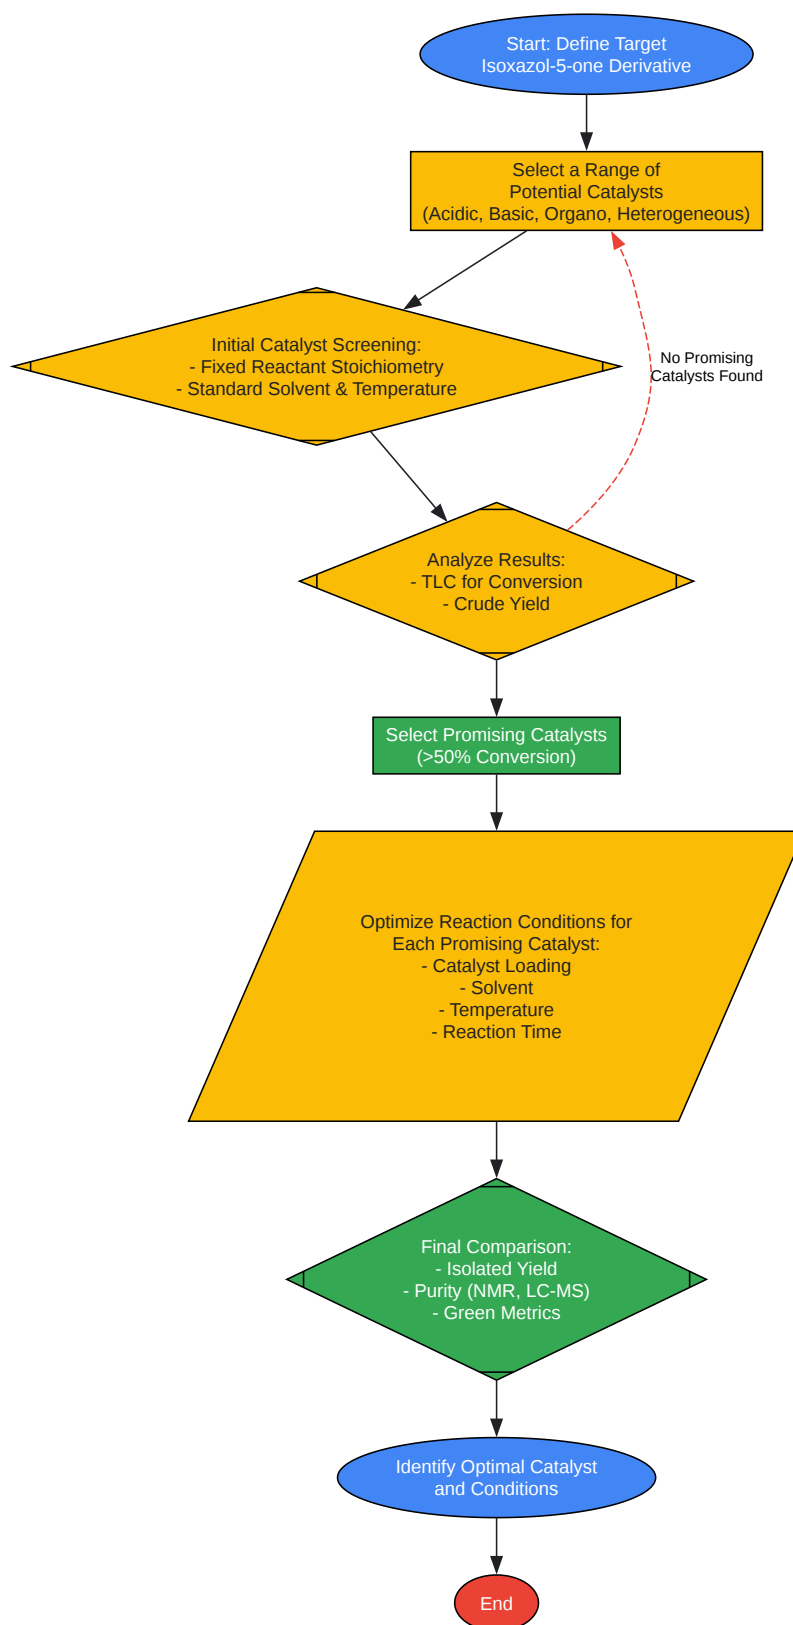 Start: Define Target
Isoxazol-5-one Derivative
Select a Range of
Potential Catalysts
(Acidic, Basic, Organo, Heterogeneous)
Initial Catalyst Screening:
- Fixed Reactant Stoichiometry
- Standard Solvent & Temperature
No Promising
Catalysts Found
Analyze Results:
- TLC for Conversion
- Crude Yield
Select Promising Catalysts
(>50% Conversion)
Optimize Reaction Conditions for
Each Promising Catalyst:
- Catalyst Loading
- Solvent
- Temperature
- Reaction Time
Final Comparison:
- Isolated Yield
- Purity (NMR, LC-MS)
- Green Metrics
Identify Optimal Catalyst
and Conditions
End